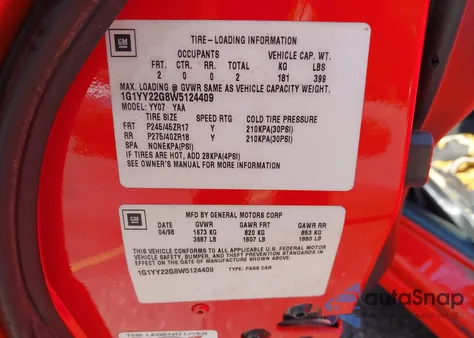 GM
TIRE-LOADING INFORMATION
OCCUPANTS VEHICLE CAP. WT.
FRT. CTR. RR. TOTAL KG LBS
2 0 0 2 181 399
MAX. LOADING @ GVWR SAME AS VEHICLE CAPACITY WEIGHT.
1G1YY22G8W5124409
MODEL: YY07 YAA
TIRE SIZE SPEED RTG COLD TIRE PRESSURE
FRT P245/45ZR17 Y 210KPA(30PSI)
RR P275/40ZR18 Y 210KPA(30PSI)
SPA NONEKPA(PSI)
IF TIRES ARE HOT, ADD 28KPA(4PSI)
SEE OWNER'S MANUAL FOR MORE INFORMATION
GM
MFD BY GENERAL MOTORS CORP
DATE GVWR GAWR FRT GAWR RR
04/98 1673 KG 820 KG 853 KG
3687 LB 1807 LB 1880 LB
THIS VEHICLE CONFORMS TO ALL APPLICABLE U.S. FEDERAL MOTOR
VEHICLE SAFETY, BUMPER, AND THEFT PREVENTION STANDARDS IN
EFFECT ON THE DATE OF MANUFACTURE SHOWN ABOVE.
1G1YY22G8W5124409 TYPE: PASS CAR
THE LEGEND LIVES
autoSnap